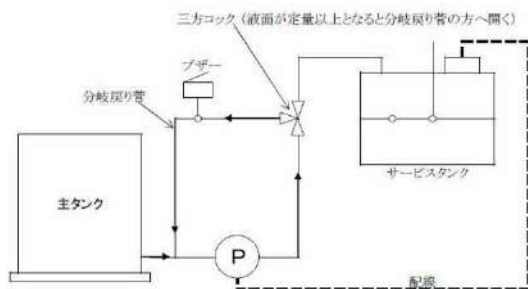 三方コック (液面が定量以上となると分岐戻り菅の方へ開く)
ブザー
分岐戻り菅
サービスタンク
主タンク
P
配線